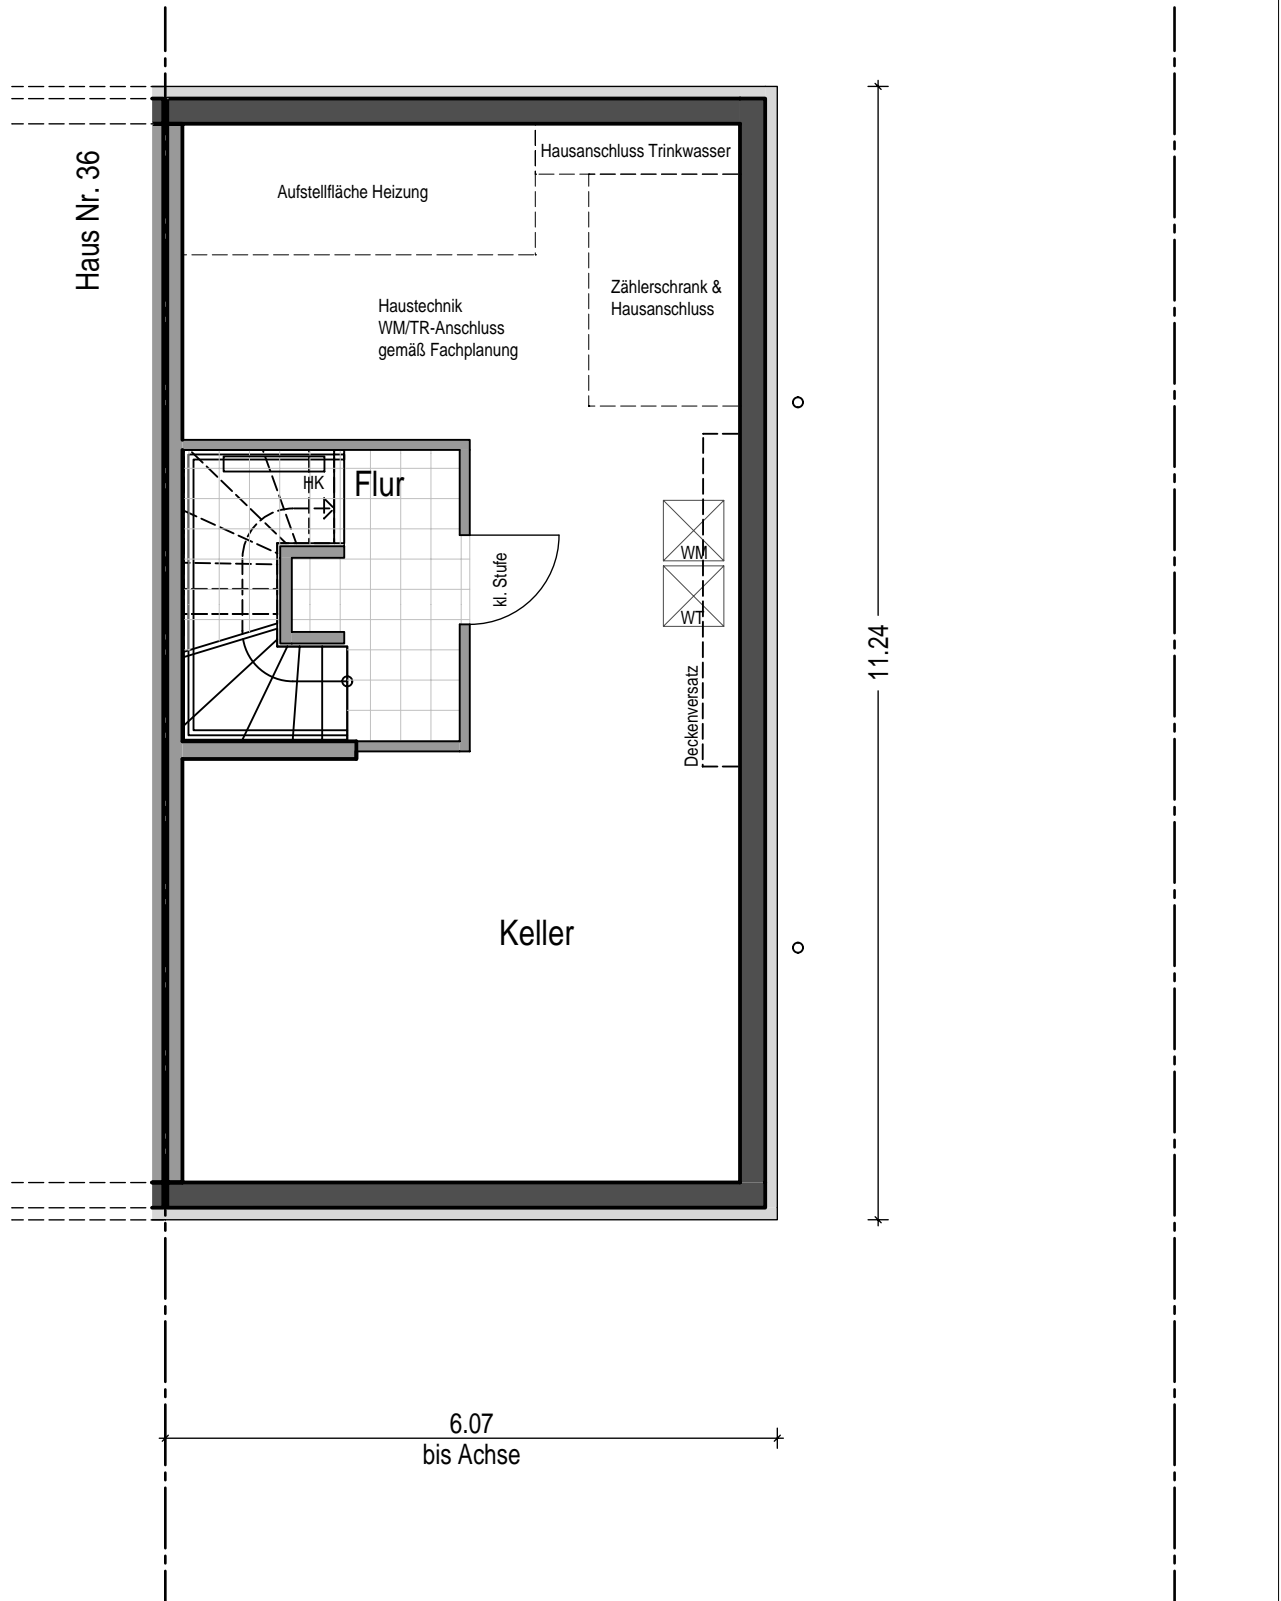 Haus Nr. 36
Hausanschluss Trinkwasser
Aufstellfläche Heizung
Zählerschrank &
Hausanschluss
Haustechnik
WM/TR-Anschluss
gemäß Fachplanung
HK
Flur
kl. Stufe
WM
WT
Deckenversatz
11.24
Keller
6.07
bis Achse